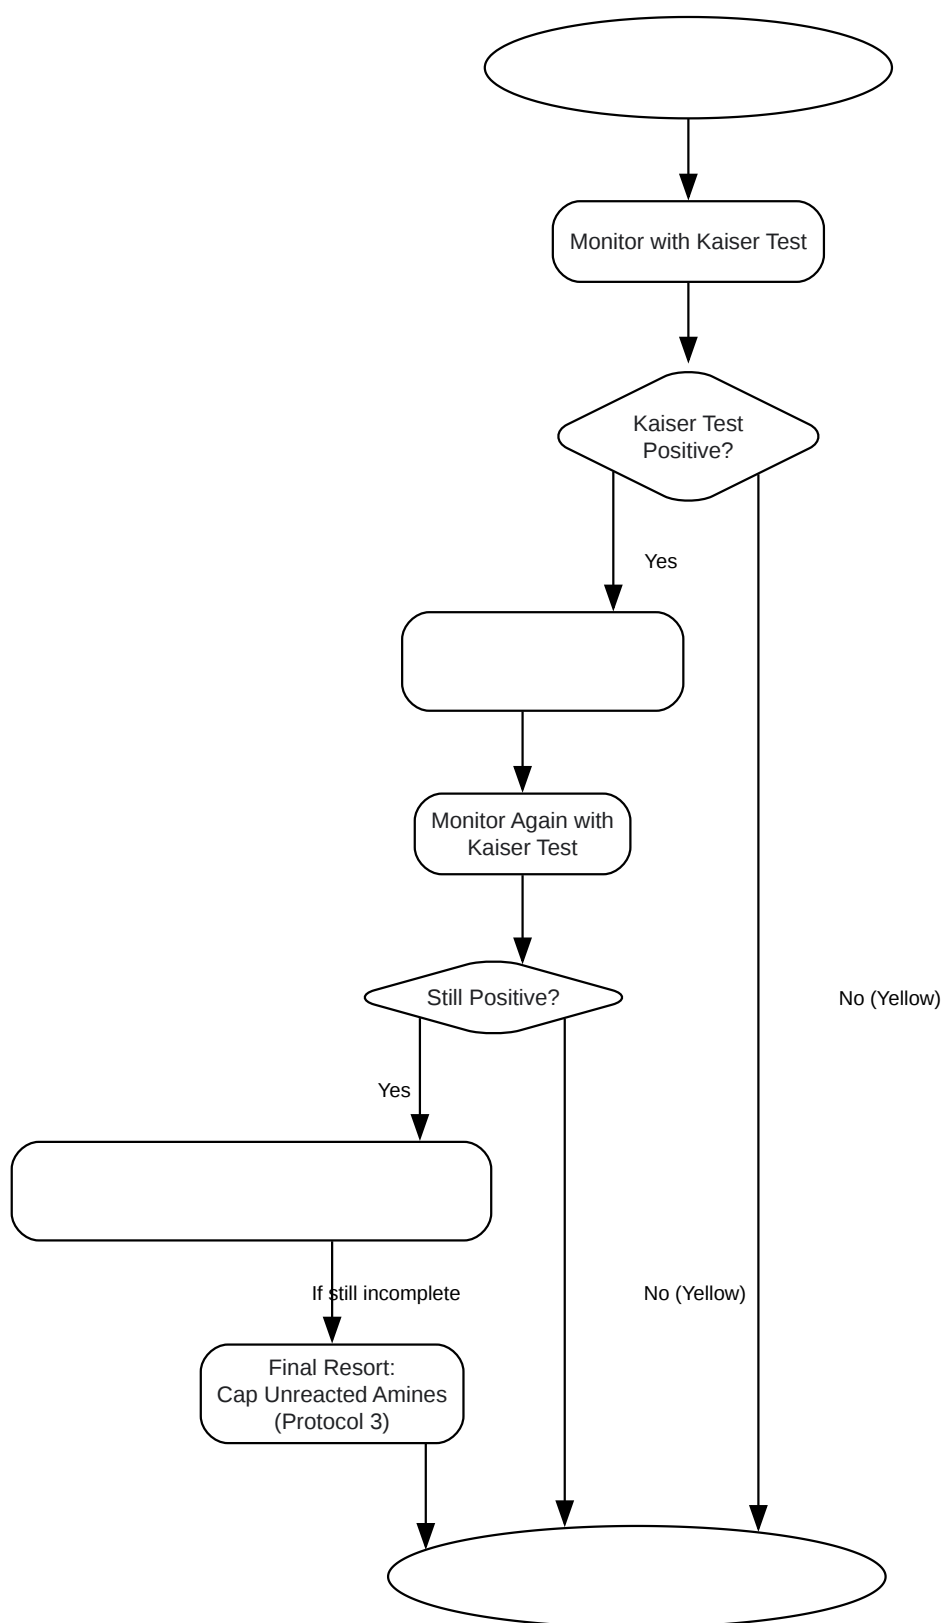 Monitor with Kaiser Test
Kaiser Test
Positive?
Yes
Monitor Again with
Kaiser Test
Still Positive?
No (Yellow)
Yes
If still incomplete
No (Yellow)
Final Resort:
Cap Unreacted Amines
(Protocol 3)